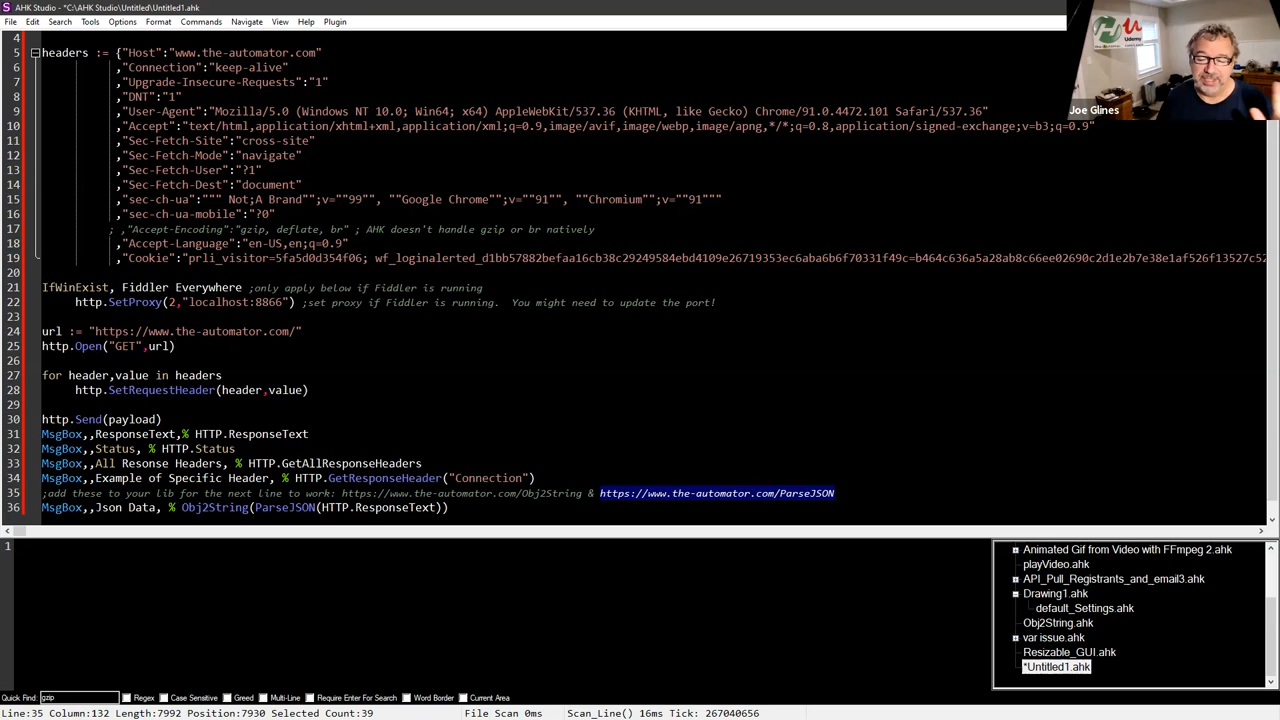 AHK Studio - *C:\AHK Studio\Untitled\Untitled1.ahk
File Edit Search Tools Options Format Commands Navigate View Help Plugin
Udemy
Joe Glines
4
5 headers := {"Host":"www.the-automator.com"
6 ,"Connection":"keep-alive"
7 ,"Upgrade-Insecure-Requests":"1"
8 ,"DNT":"1"
9 ,"User-Agent":"Mozilla/5.0 (Windows NT 10.0; Win64; x64) AppleWebKit/537.36 (KHTML, like Gecko) Chrome/91.0.4472.101 Safari/537.36"
10 ,"Accept":"text/html,application/xhtml+xml,application/xml;q=0.9,image/avif,image/webp,image/apng,*/*;q=0.8,application/signed-exchange;v=b3;q=0.9"
11 ,"Sec-Fetch-Site":"cross-site"
12 ,"Sec-Fetch-Mode":"navigate"
13 ,"Sec-Fetch-User":"?1"
14 ,"Sec-Fetch-Dest":"document"
15 ,"sec-ch-ua":""" Not;A Brand"";v=""99"", ""Google Chrome"";v=""91"", ""Chromium"";v=""91"""
16 ,"sec-ch-ua-mobile":"?0"
17 ; ,"Accept-Encoding":"gzip, deflate, br" ; AHK doesn't handle gzip or br natively
18 ,"Accept-Language":"en-US,en;q=0.9"
19 ,"Cookie":"prli_visitor=5fa5d0d354f06; wf_loginalerted_d1bb57882befaa16cb38c29249584ebd4109e26719353ec6aba6b6f70331f49c=b464c636a5a28ab8c66ee02690c2d1e2b7e38e1af526f13527c52
20
21 IfWinExist, Fiddler Everywhere ;only apply below if Fiddler is running
22 http.SetProxy(2,"localhost:8866") ;set proxy if Fiddler is running. You might need to update the port!
23
24 url := "https://www.the-automator.com/"
25 http.Open("GET",url)
26
27 for header,value in headers
28 http.SetRequestHeader(header,value)
29
30 http.Send(payload)
31 MsgBox,,ResponseText,% HTTP.ResponseText
32 MsgBox,,Status, % HTTP.Status
33 MsgBox,,All Resonse Headers, % HTTP.GetAllResponseHeaders
34 MsgBox,,Example of Specific Header, % HTTP.GetResponseHeader("Connection")
35 ;add these to your lib for the next line to work: https://www.the-automator.com/Obj2String & https://www.the-automator.com/ParseJSON
36 MsgBox,,Json Data, % Obj2String(ParseJSON(HTTP.ResponseText))
1
Animated Gif from Video with FFmpeg 2.ahk
playVideo.ahk
API_Pull_Registrants_and_email3.ahk
Drawing1.ahk
default_Settings.ahk
Obj2String.ahk
var issue.ahk
Resizable_GUI.ahk
*Untitled1.ahk
Quick Find: gzip Regex Case Sensitive Greed Multi-Line Require Enter For Search Word Border Current Area
Line:35 Column:132 Length:7992 Position:7930 Selected Count:39 File Scan 0ms Scan_Line() 16ms Tick: 267040656